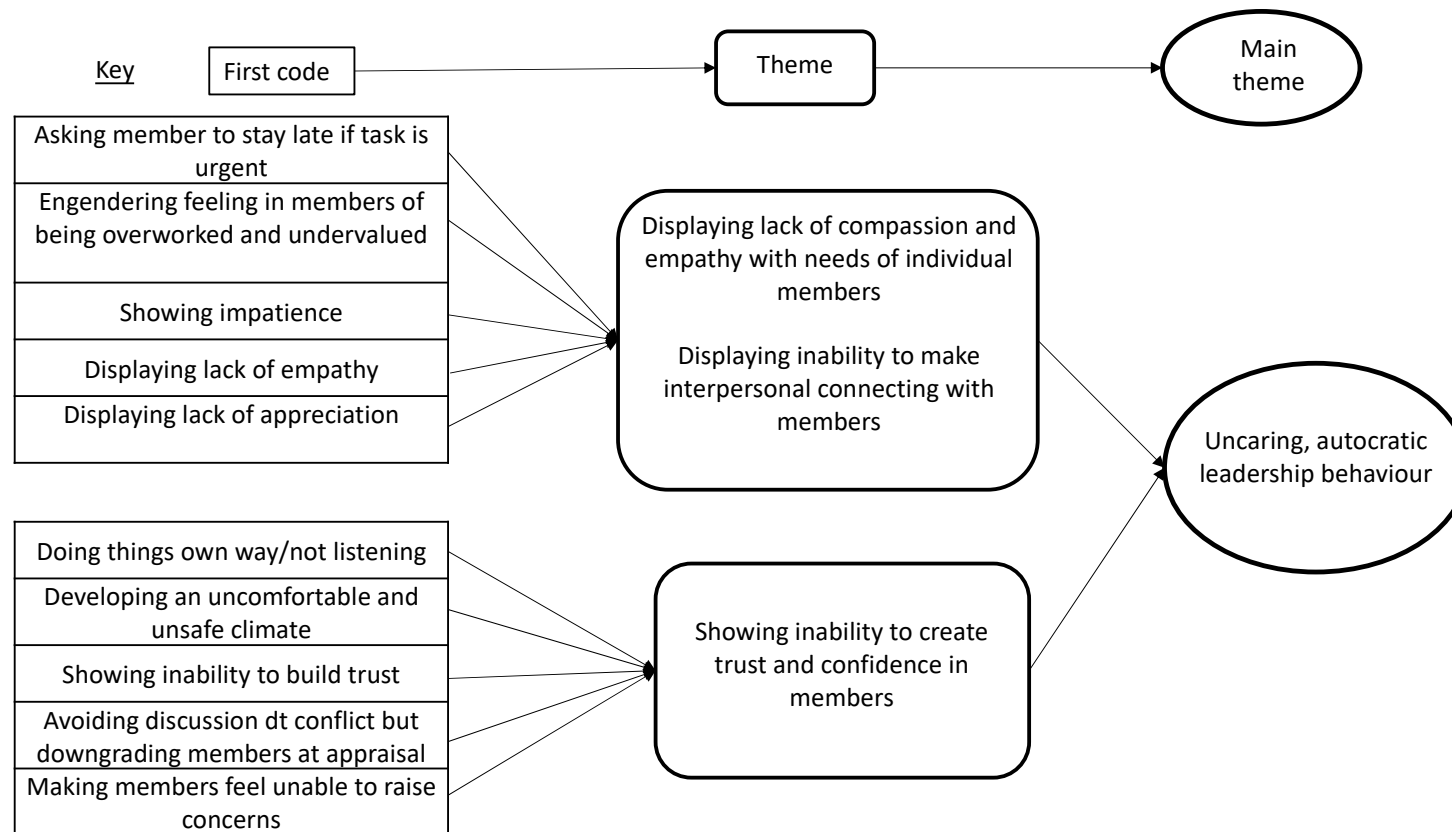 Key
First code
Theme
Main
theme
Asking member to stay late if task is
urgent
Engendering feeling in members of
being overworked and undervalued
Showing impatience
Displaying lack of empathy
Displaying lack of appreciation
Displaying lack of compassion and
empathy with needs of individual
members
Displaying inability to make
interpersonal connecting with
members
Doing things own way/not listening
Developing an uncomfortable and
unsafe climate
Showing inability to build trust
Avoiding discussion dt conflict but
downgrading members at appraisal
Making members feel unable to raise
concerns
Showing inability to create
trust and confidence in
members
Uncaring, autocratic
leadership behaviour